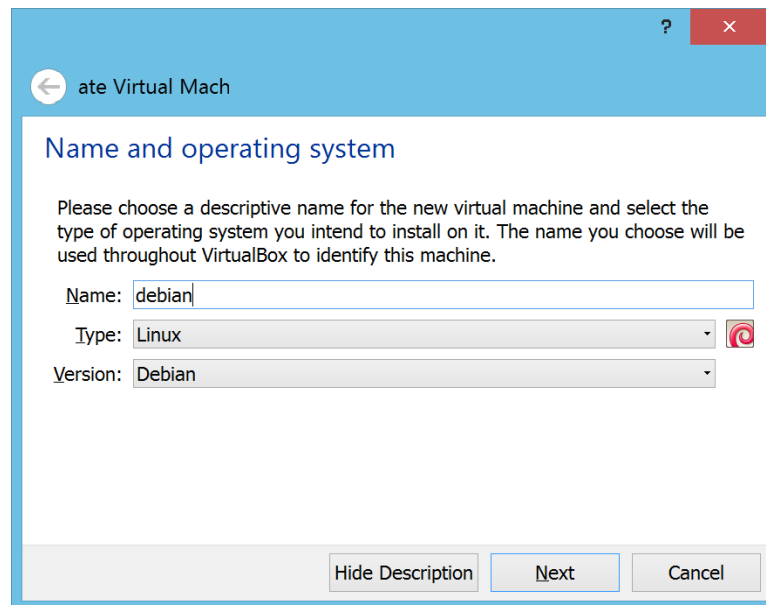 ?
ate Virtual Mach
Name and operating system
Please choose a descriptive name for the new virtual machine and select the
type of operating system you intend to install on it. The name you choose will be
used throughout VirtualBox to identify this machine.
Name: debian
Type: Linux
Version: Debian
Hide Description Next Cancel